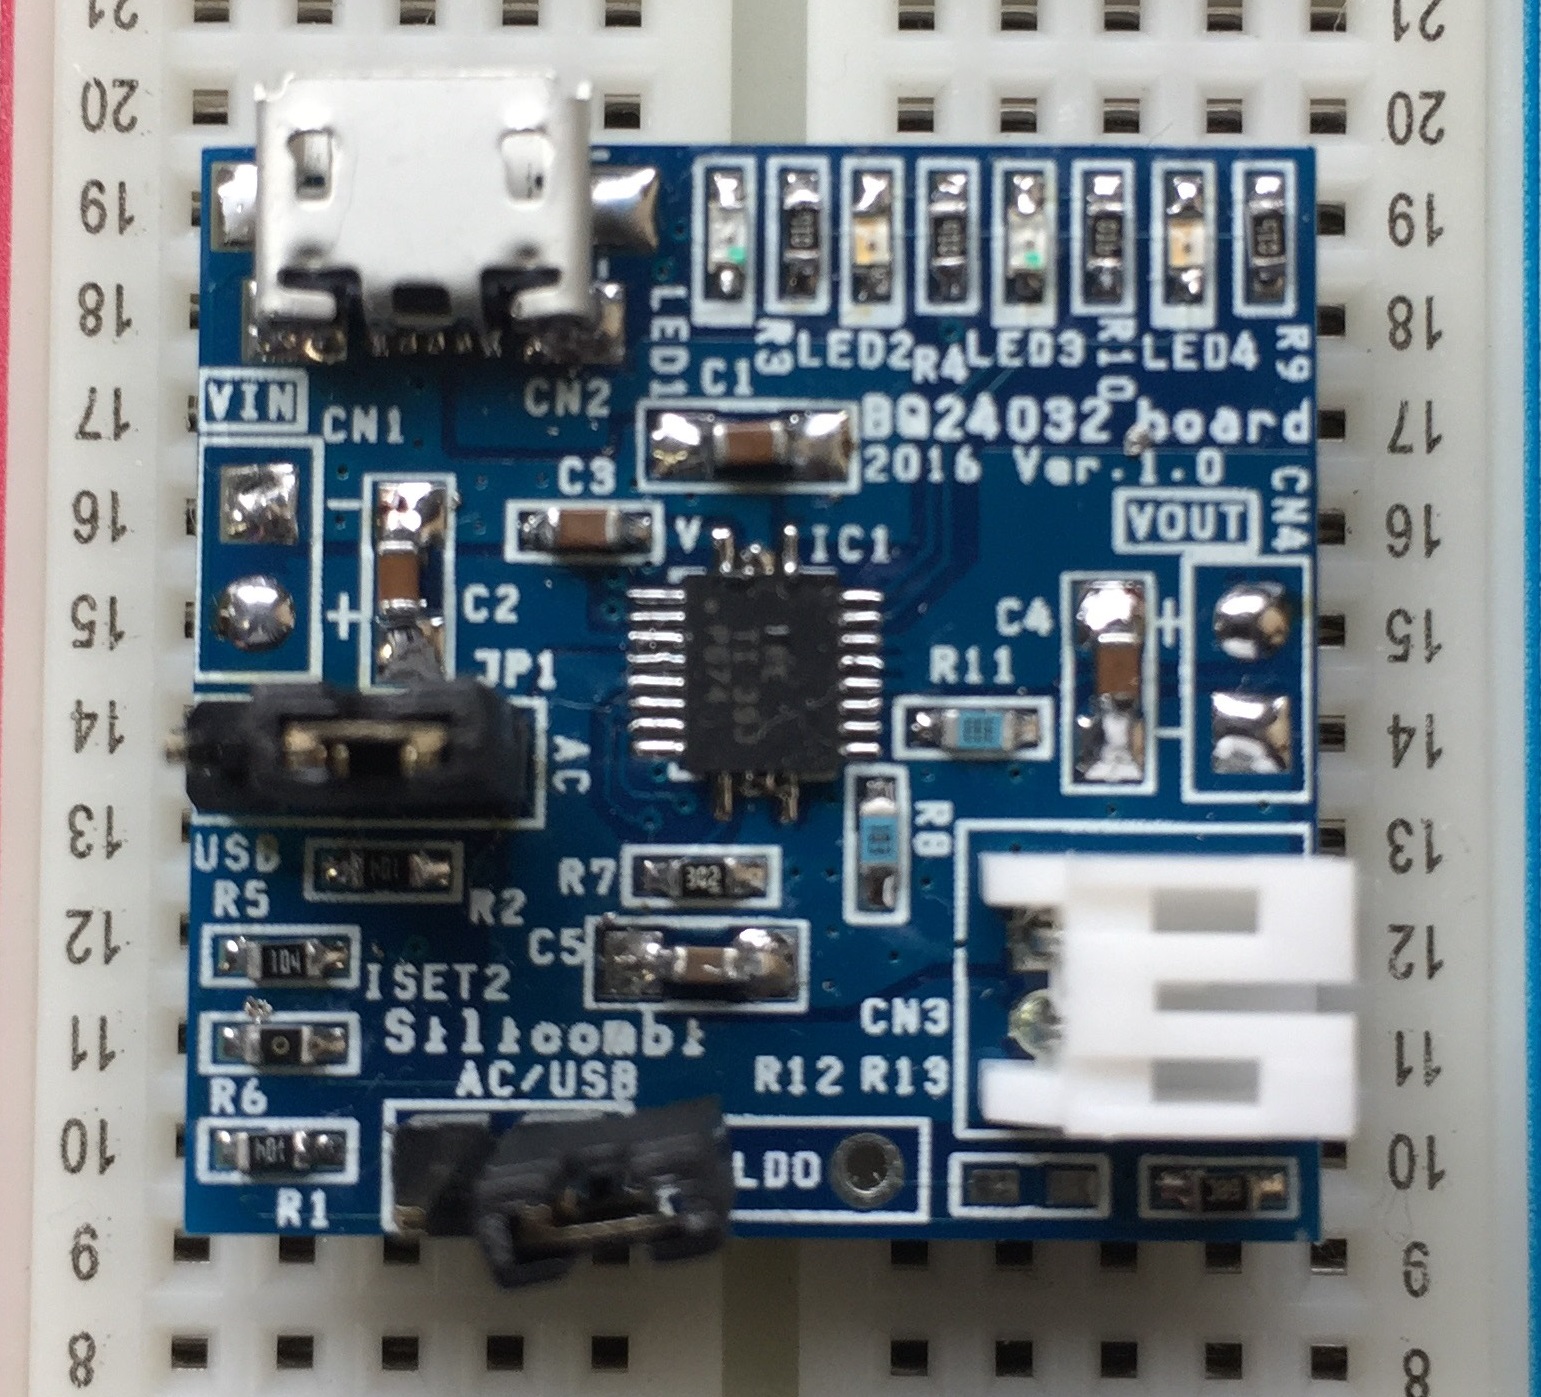 21
21
20
20
19
19
18
18
LED1
R3
LED2
R4
LED3
R10
LED4
R9
17
17
VIN
CN1
CN2
C1
BQ24032 board
2016 Ver.1.0
C3
V
IC1
VOUT
CN4
16
16
−
+
C2
C4
+
−
15
15
JP1
AC
R11
14
14
13
13
USB
R5
R2
R7
302
R8
12
12
104
ISET2
C5
11
11
0
Silicombi
CN3
R6
AC/USB
R12
R13
10
10
R1
LDO
9
9
8
8